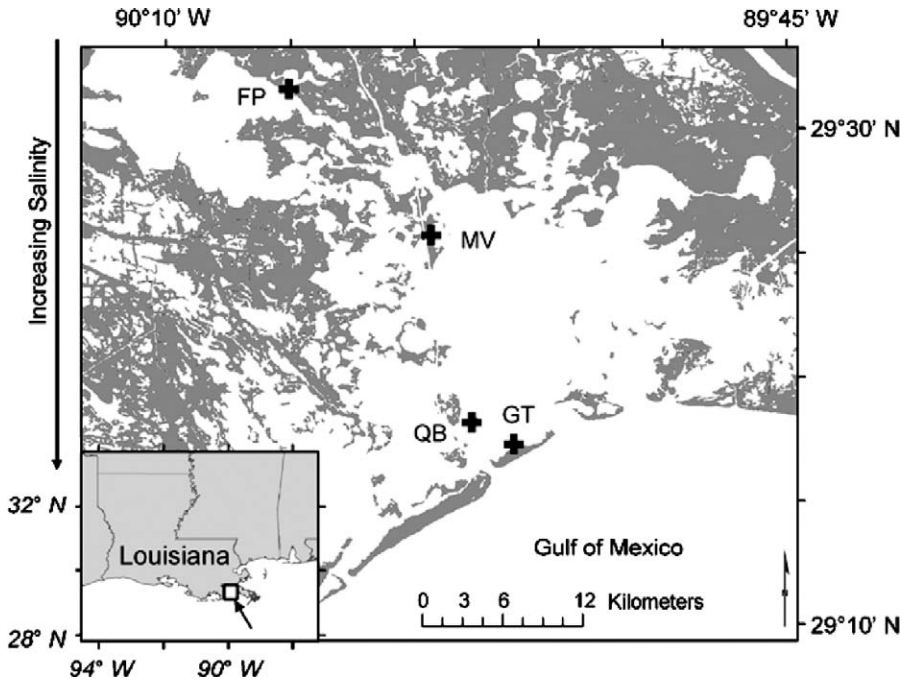 90°10' W
89°45' W
FP
29°30' N
MV
Increasing Salinity
GT
QB
32° N
Louisiana
Gulf of Mexico
0 3 6 12 Kilometers
28° N
29°10' N
94° W
90° W